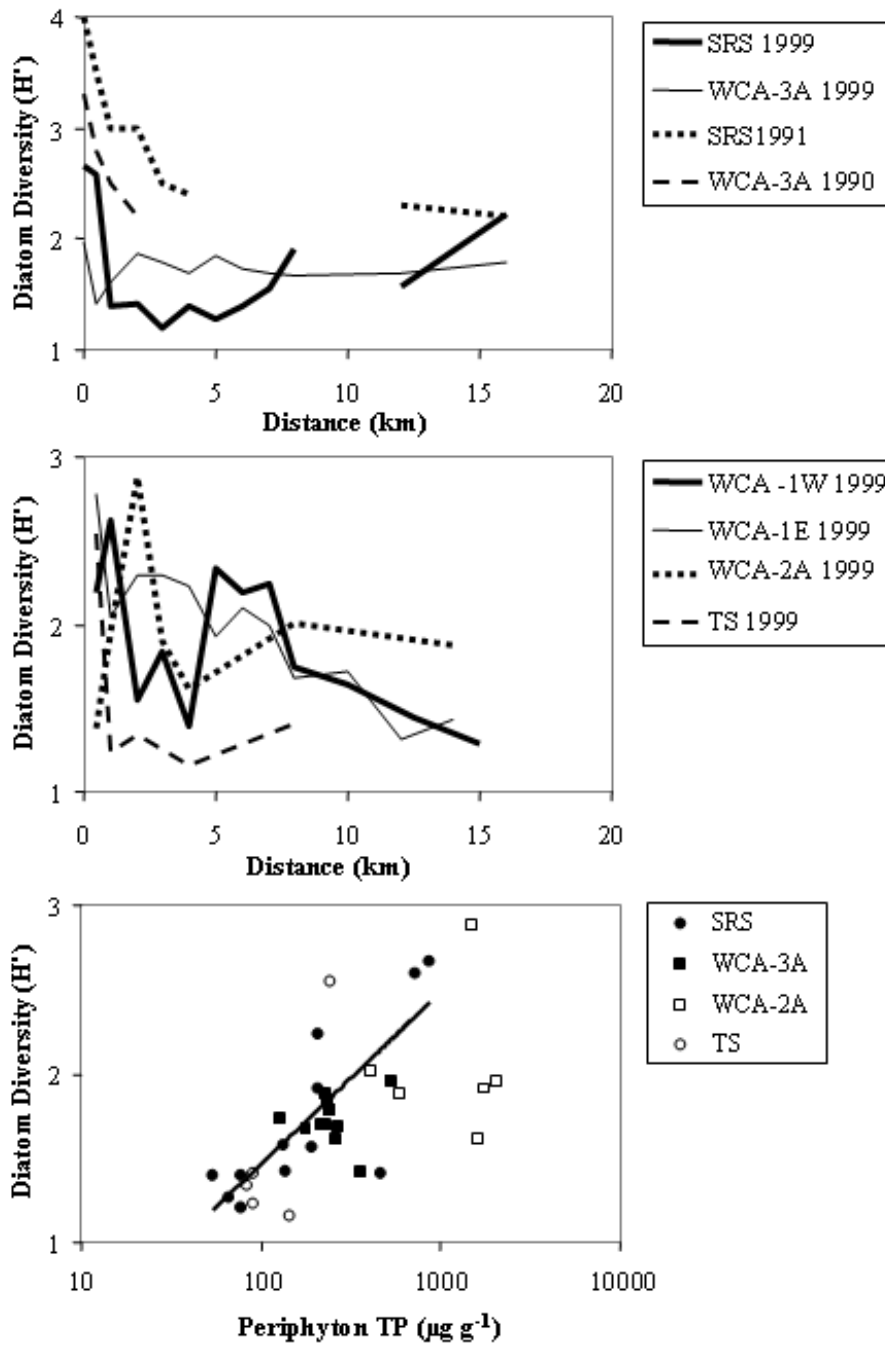 4
3
2
1
0
5
10
15
20
Diatom Diversity (H')
Distance (km)
SRS 1999
WCA-3A 1999
SRS1991
WCA-3A 1990
3
2
1
0
5
10
15
20
Diatom Diversity (H')
Distance (km)
WCA -1W 1999
WCA-1E 1999
WCA-2A 1999
TS 1999
3
2
1
10
100
1000
10000
Diatom Diversity (H')
Periphyton TP (µg g⁻¹)
SRS
WCA-3A
WCA-2A
TS